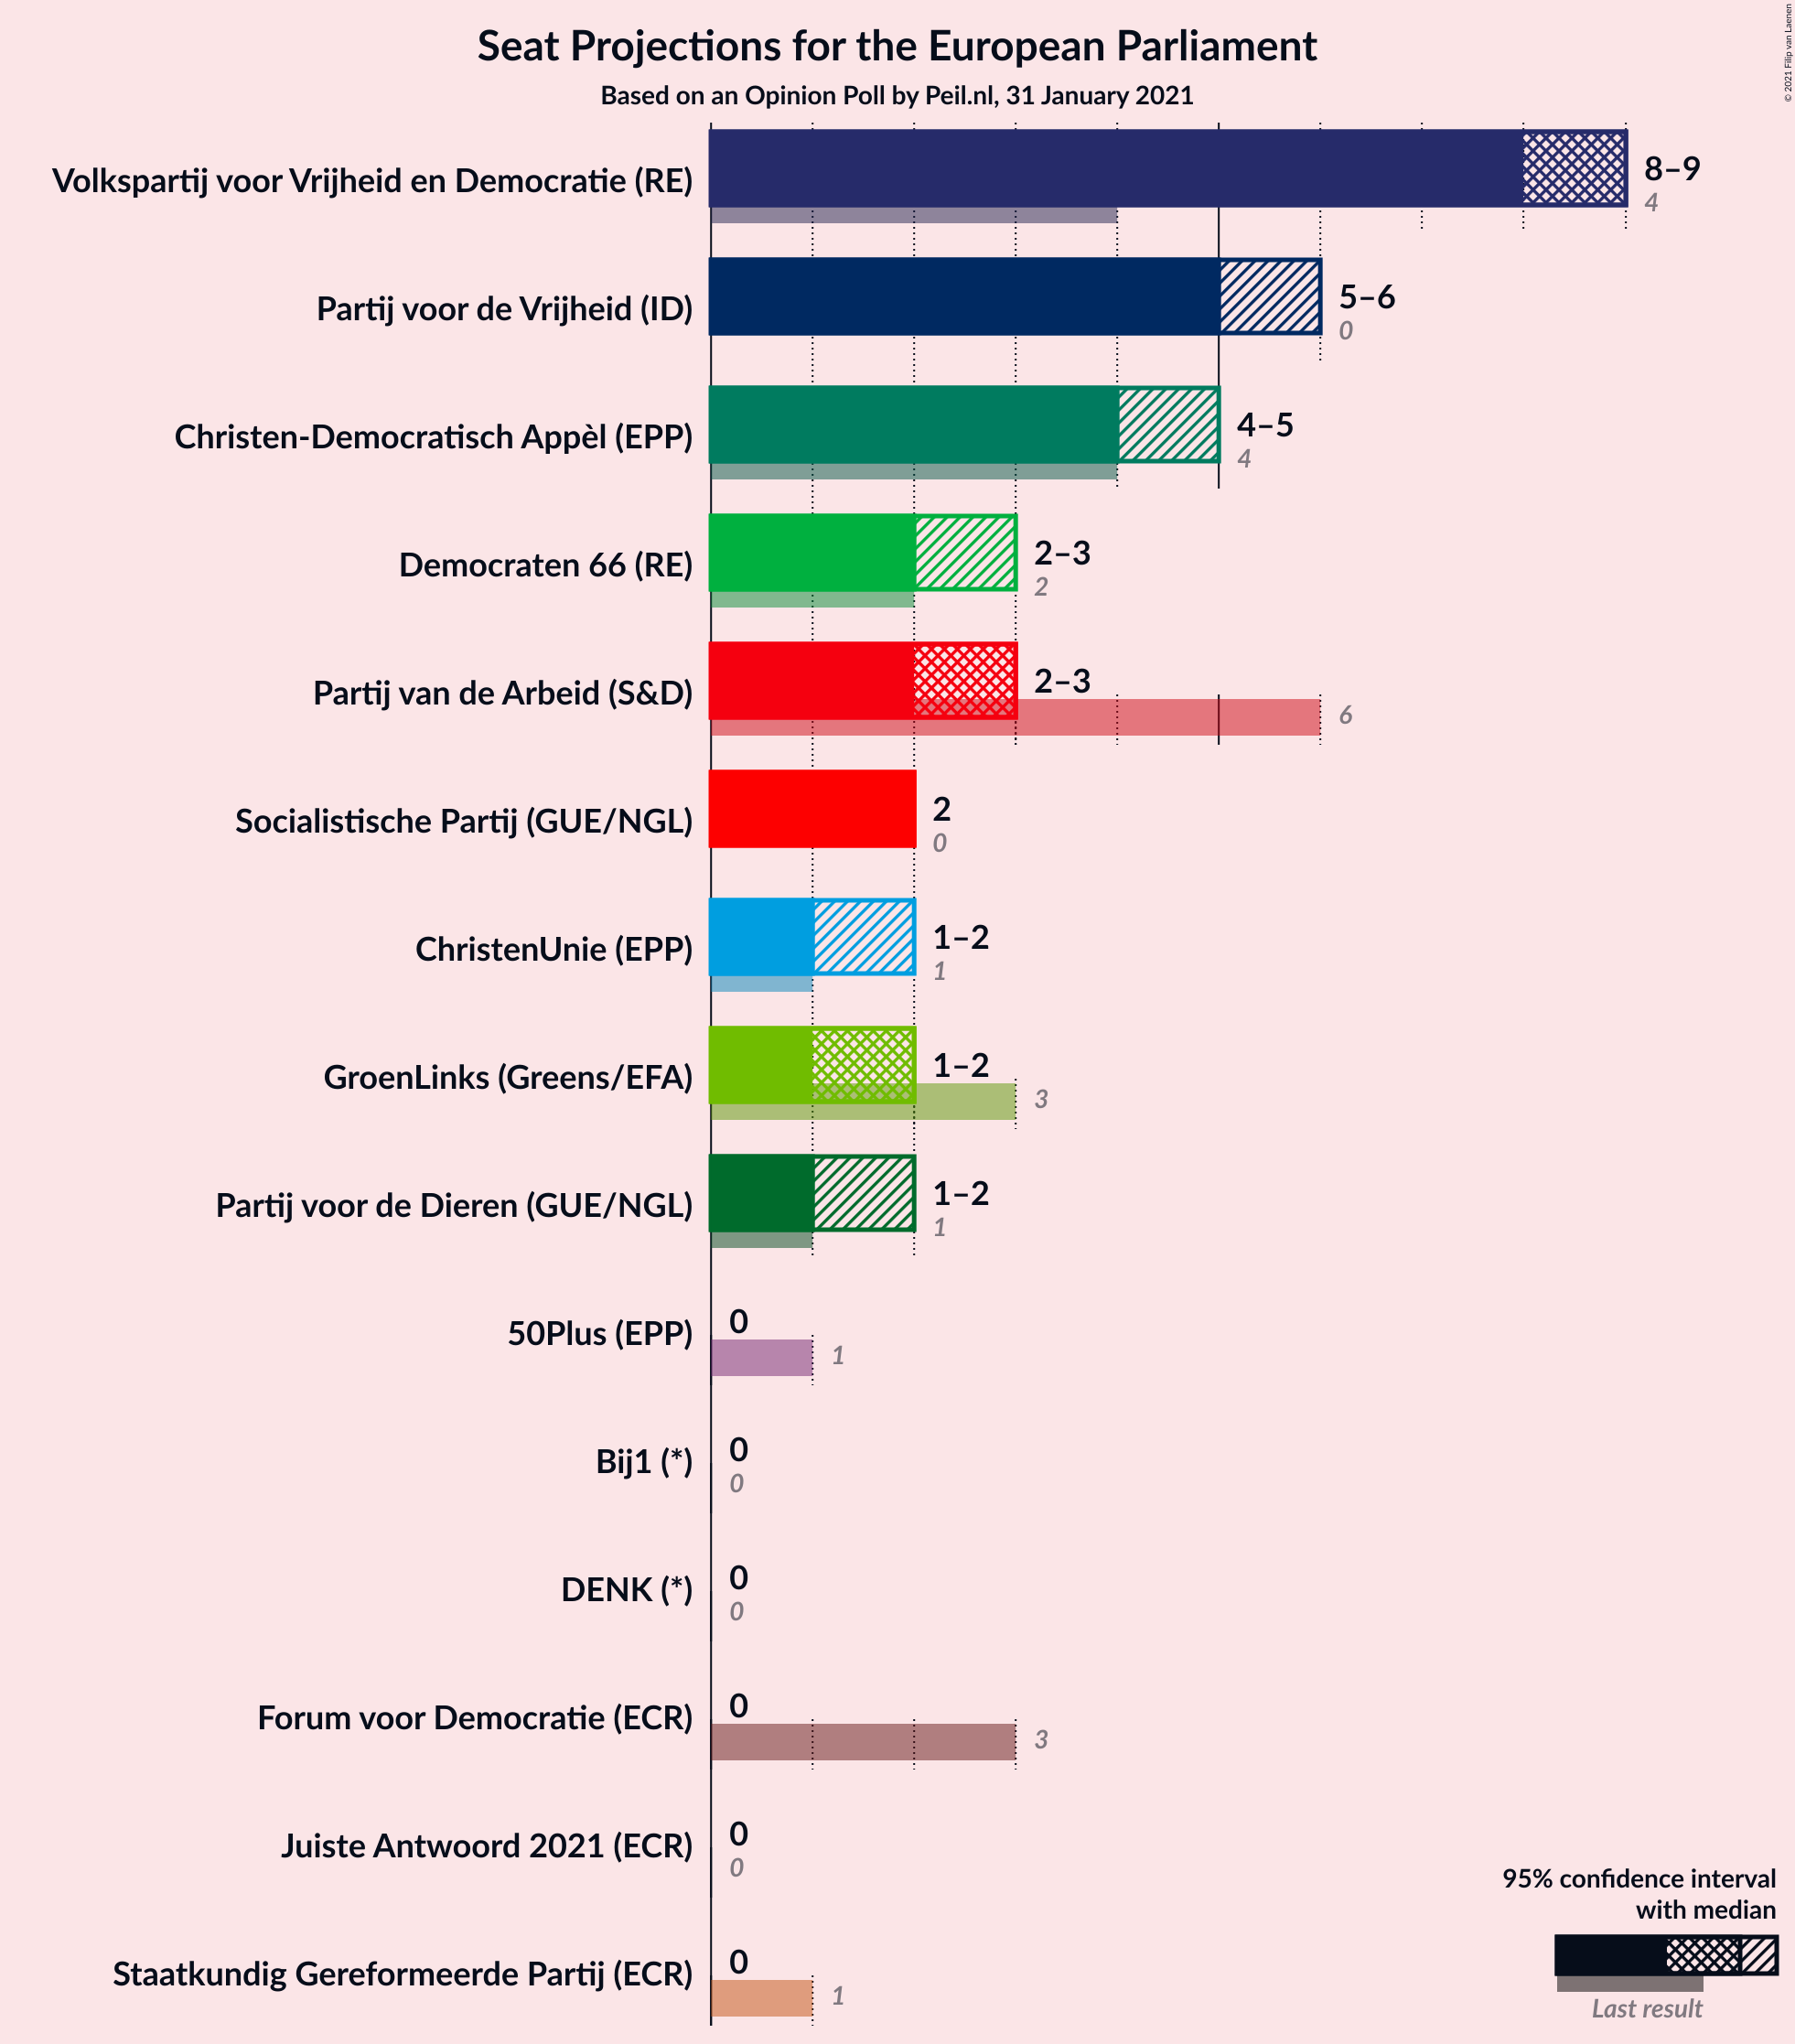 Seat Projections for the European Parliament
Based on an Opinion Poll by Peil.nl, 31 January 2021
© 2021 Filip van Laenen
Volkspartij voor Vrijheid en Democratie (RE)
8–9
4
Partij voor de Vrijheid (ID)
5–6
0
Christen-Democratisch Appèl (EPP)
4–5
4
Democraten 66 (RE)
2–3
2
Partij van de Arbeid (S&D)
2–3
6
Socialistische Partij (GUE/NGL)
2
0
ChristenUnie (EPP)
1–2
1
GroenLinks (Greens/EFA)
1–2
3
Partij voor de Dieren (GUE/NGL)
1–2
1
50Plus (EPP)
0
1
Bij1 (*)
0
0
DENK (*)
0
0
Forum voor Democratie (ECR)
0
3
Juiste Antwoord 2021 (ECR)
0
0
Staatkundig Gereformeerde Partij (ECR)
0
1
95% confidence interval
with median
Last result